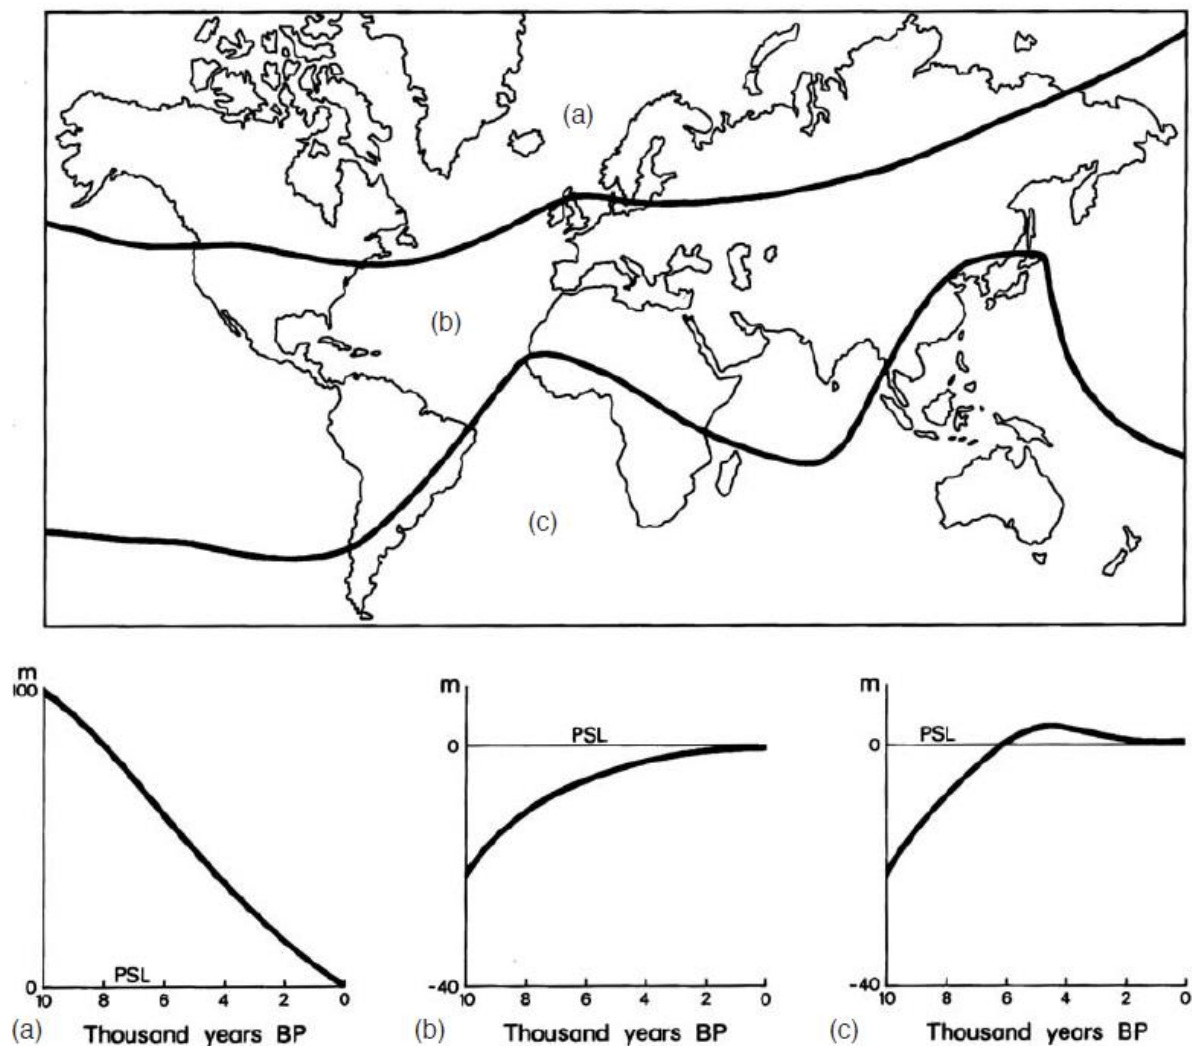 (a)
(b)
(c)
m
100
PSL
0
10 8 6 4 2 0
(a) Thousand years BP
m
PSL
0
-40
10 8 6 4 2 0
(b) Thousand years BP
m
PSL
0
-40
10 8 6 4 2 0
(c) Thousand years BP